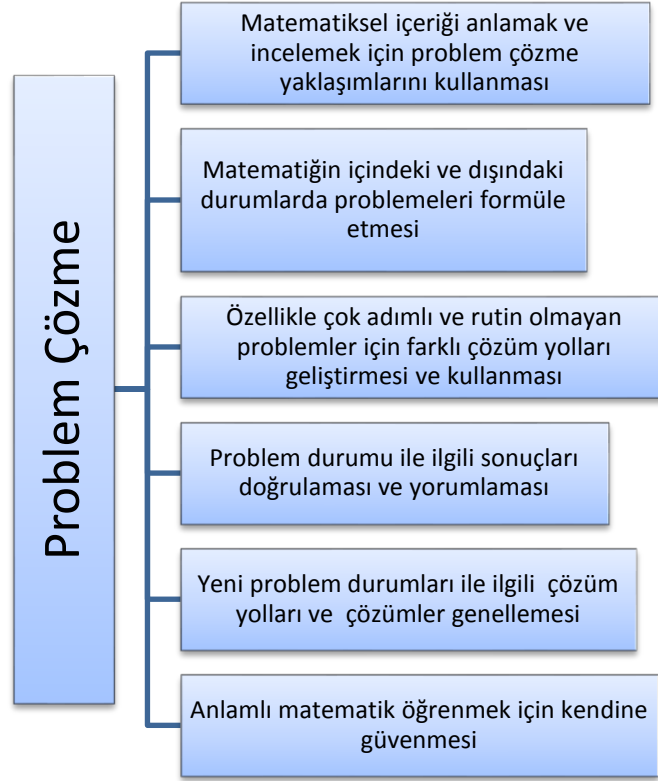 Problem Çözme
Matematiksel içeriği anlamak ve
incelemek için problem çözme
yaklaşımlarını kullanması
Matematiğin içindeki ve dışındaki
durumlarda problemeleri formüle
etmesi
Özellikle çok adımlı ve rutin olmayan
problemler için farklı çözüm yolları
geliştirmesi ve kullanması
Problem durumu ile ilgili sonuçları
doğrulaması ve yorumlaması
Yeni problem durımları ile ilgili çözüm
yolları ve çözümler genellemesi
Anlamlı matematik öğrenmek için kendine
güvenmesi